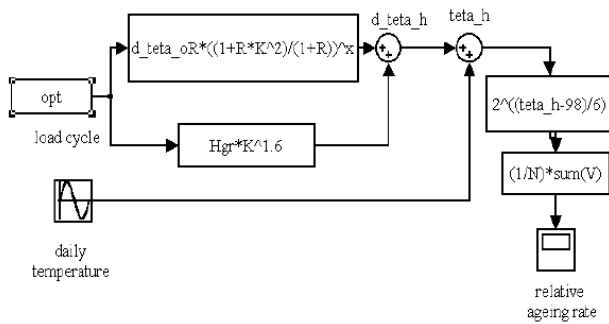 d_teta_h
teta_h
d_teta_oR*((1+R*K^2)/(1+R))^x
opt
load cycle
2^((teta_h-98)/6)
Hgr*K^1.6
(1/N)*sum(V)
daily
temperature
relative
ageing rate